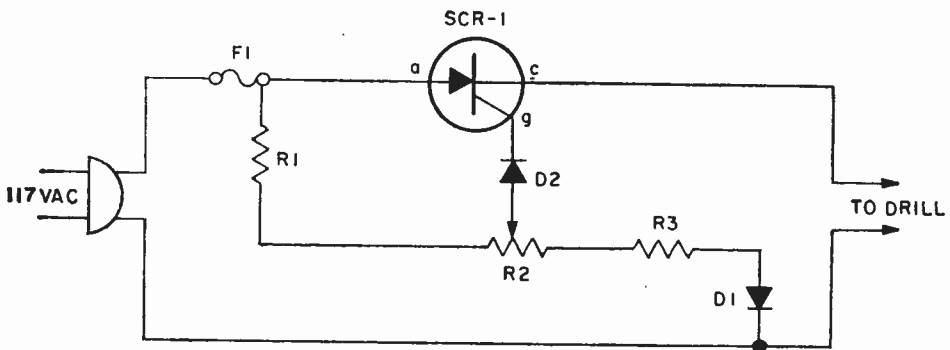 SCR-1
F1
a
c
g
R1
D2
117VAC
TO DRILL
R3
R2
D1